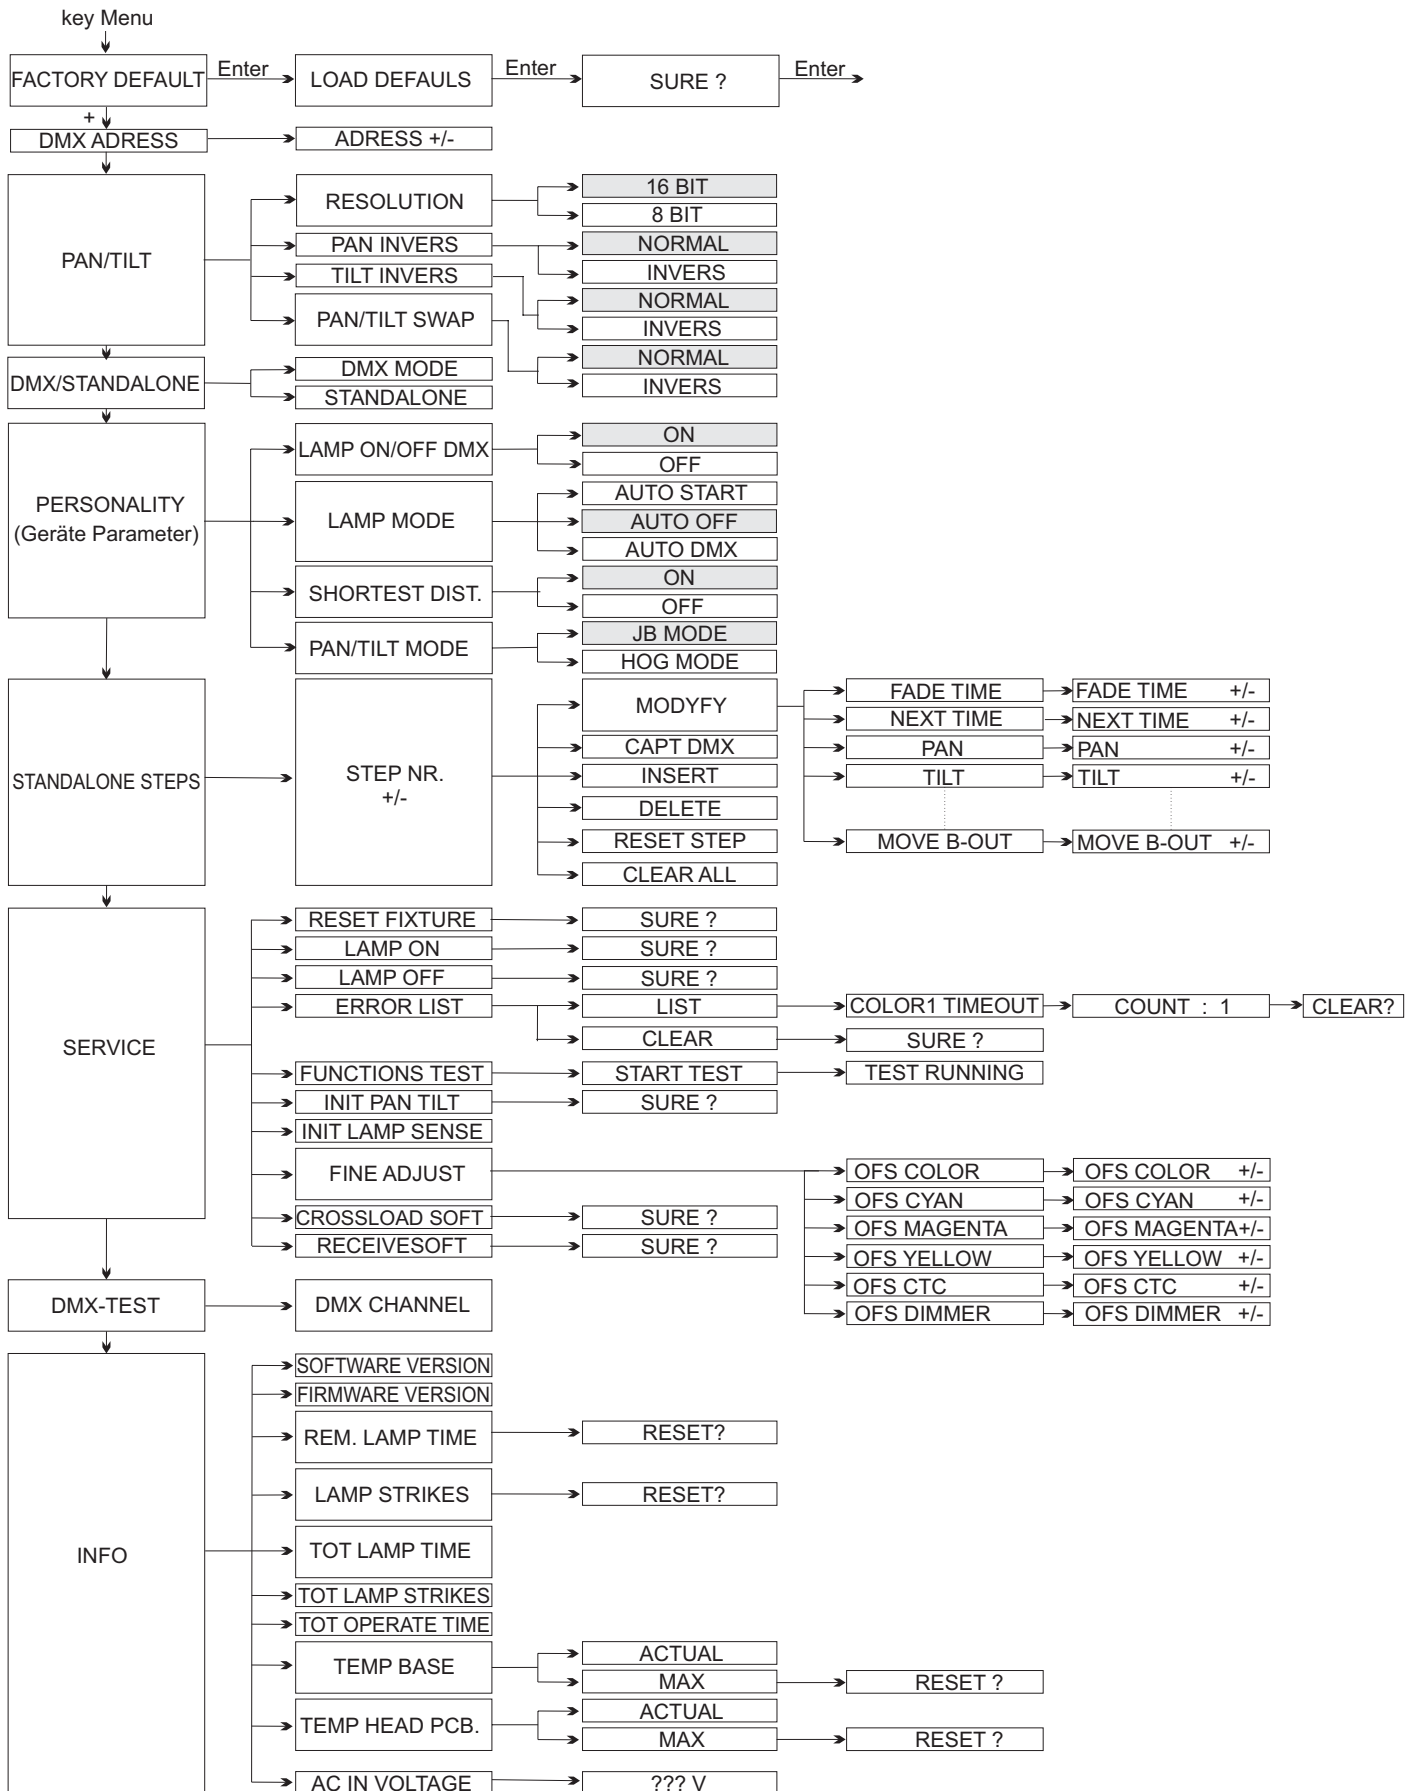 key Menu
FACTORY DEFAULT Enter LOAD DEFAULS Enter SURE ? Enter
+
DMX ADRESS ADRESS +/-
PAN/TILT
RESOLUTION
16 BIT
8 BIT
PAN INVERS
NORMAL
INVERS
TILT INVERS
NORMAL
INVERS
PAN/TILT SWAP
NORMAL
INVERS
DMX/STANDALONE
DMX MODE
STANDALONE
PERSONALITY
(Geräte Parameter)
LAMP ON/OFF DMX
ON
OFF
LAMP MODE
AUTO START
AUTO OFF
AUTO DMX
SHORTEST DIST.
ON
OFF
PAN/TILT MODE
JB MODE
HOG MODE
STANDALONE STEPS
STEP NR.
+/-
MODYFY
FADE TIME FADE TIME +/-
NEXT TIME NEXT TIME +/-
PAN PAN +/-
TILT TILT +/-
MOVE B-OUT MOVE B-OUT +/-
CAPT DMX
INSERT
DELETE
RESET STEP
CLEAR ALL
SERVICE
RESET FIXTURE SURE ?
LAMP ON SURE ?
LAMP OFF SURE ?
ERROR LIST LIST COLOR1 TIMEOUT COUNT : 1 CLEAR?
CLEAR SURE ?
FUNCTIONS TEST START TEST TEST RUNNING
INIT PAN TILT SURE ?
INIT LAMP SENSE
FINE ADJUST
OFS COLOR OFS COLOR +/-
OFS CYAN OFS CYAN +/-
OFS MAGENTA OFS MAGENTA+/-
OFS YELLOW OFS YELLOW +/-
OFS CTC OFS CTC +/-
OFS DIMMER OFS DIMMER +/-
CROSSLOAD SOFT SURE ?
RECEIVESOFT SURE ?
DMX-TEST DMX CHANNEL
INFO
SOFTWARE VERSION
FIRMWARE VERSION
REM. LAMP TIME RESET?
LAMP STRIKES RESET?
TOT LAMP TIME
TOT LAMP STRIKES
TOT OPERATE TIME
TEMP BASE
ACTUAL
MAX RESET ?
TEMP HEAD PCB.
ACTUAL
MAX RESET ?
AC IN VOLTAGE ??? V